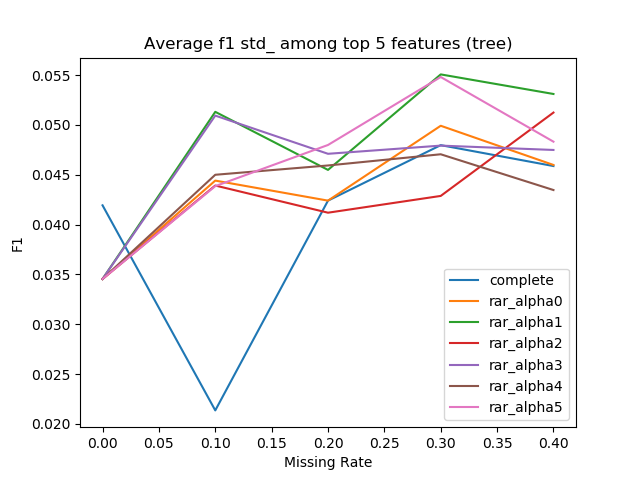 Average f1 std_ among top 5 features (tree)
0.055
0.050
0.045
0.040
0.035
0.030
0.025
0.020
F1
complete
rar_alpha0
rar_alpha1
rar_alpha2
rar_alpha3
rar_alpha4
rar_alpha5
0.00 0.05 0.10 0.15 0.20 0.25 0.30 0.35 0.40
Missing Rate